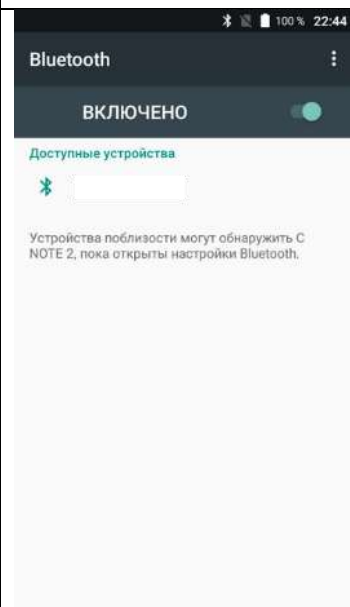 100 % 22:44
Bluetooth
ВКЛЮЧЕНО
Доступные устройства
Устройства поблизости могут обнаружить C
NOTE 2, пока открыты настройки Bluetooth.